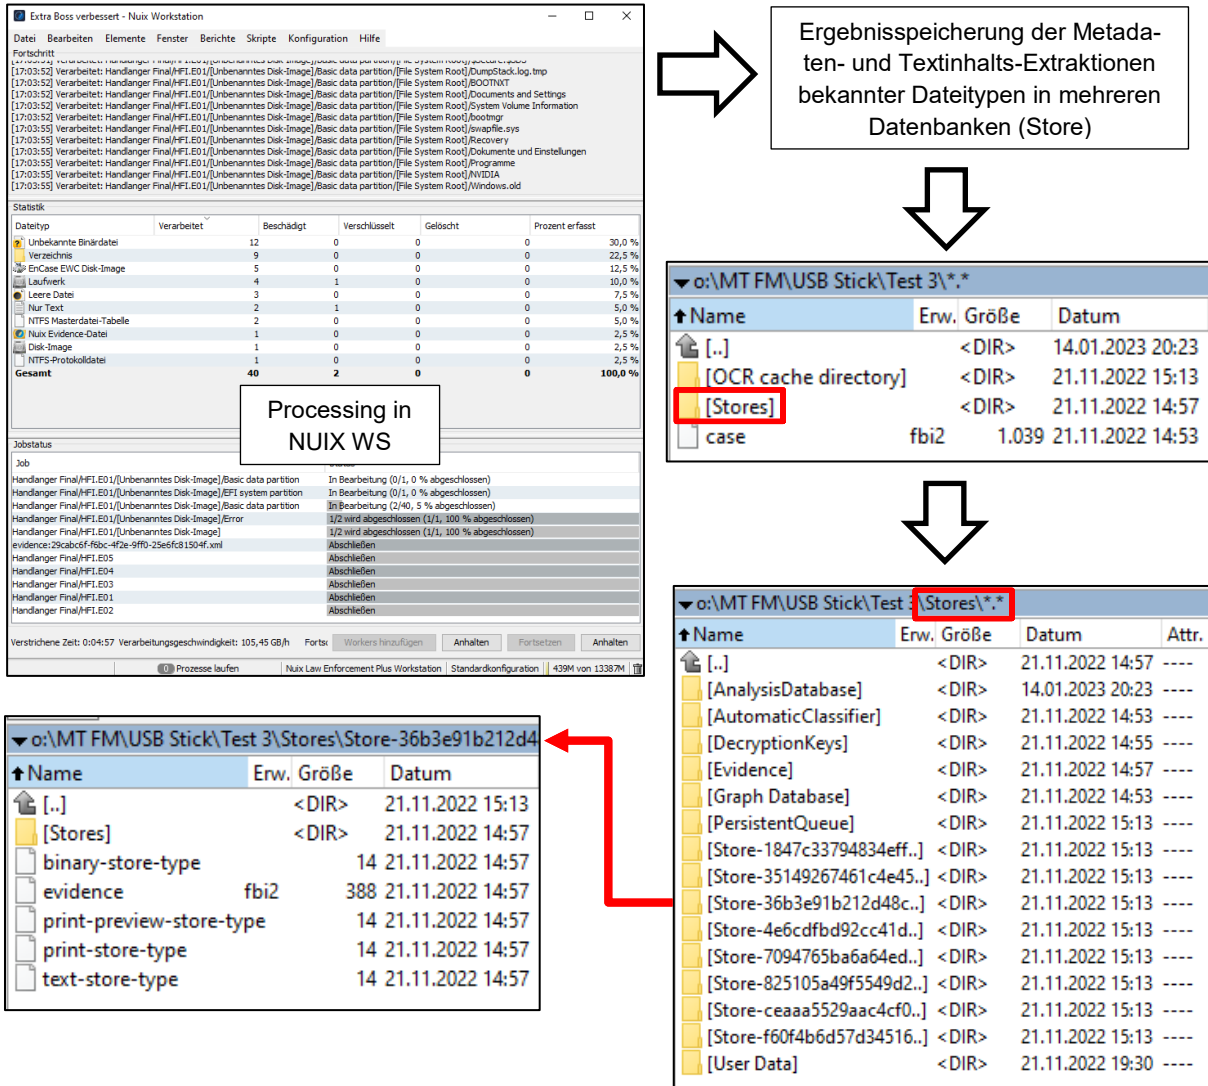 Extra Boss verbessert - Nuix Workstation
Datei Bearbeiten Elemente Fenster Berichte Skripte Konfiguration Hilfe
Fortschritt
[17:03:52] Verarbeitet: Handlanger Final/HFI.E01/[Unbenanntes Disk-Image]/Basic data partition/[File System Root]/DumpStack.log.tmp
[17:03:52] Verarbeitet: Handlanger Final/HFI.E01/[Unbenanntes Disk-Image]/Basic data partition/[File System Root]/BOOTNXT
[17:03:52] Verarbeitet: Handlanger Final/HFI.E01/[Unbenanntes Disk-Image]/Basic data partition/[File System Root]/Documents and Settings
[17:03:52] Verarbeitet: Handlanger Final/HFI.E01/[Unbenanntes Disk-Image]/Basic data partition/[File System Root]/System Volume Information
[17:03:52] Verarbeitet: Handlanger Final/HFI.E01/[Unbenanntes Disk-Image]/Basic data partition/[File System Root]/bootmgr
[17:03:55] Verarbeitet: Handlanger Final/HFI.E01/[Unbenanntes Disk-Image]/Basic data partition/[File System Root]/swapfile.sys
[17:03:55] Verarbeitet: Handlanger Final/HFI.E01/[Unbenanntes Disk-Image]/Basic data partition/[File System Root]/Recovery
[17:03:55] Verarbeitet: Handlanger Final/HFI.E01/[Unbenanntes Disk-Image]/Basic data partition/[File System Root]/Dokumente und Einstellungen
[17:03:55] Verarbeitet: Handlanger Final/HFI.E01/[Unbenanntes Disk-Image]/Basic data partition/[File System Root]/Programme
[17:03:55] Verarbeitet: Handlanger Final/HFI.E01/[Unbenanntes Disk-Image]/Basic data partition/[File System Root]/NVIDIA
[17:03:55] Verarbeitet: Handlanger Final/HFI.E01/[Unbenanntes Disk-Image]/Basic data partition/[File System Root]/Windows.old
Statistik
Dateityp Verarbeitet Beschädigt Verschlüsselt Gelöscht Prozent erfasst
Unbekannte Binärdatei 12 0 0 0 30,0 %
Verzeichnis 9 0 0 0 22,5 %
EnCase EWC Disk-Image 5 0 0 0 12,5 %
Laufwerk 4 1 0 0 10,0 %
Leere Datei 3 0 0 0 7,5 %
Nur Text 2 1 0 0 5,0 %
NTFS Masterdatei-Tabelle 2 0 0 0 5,0 %
Nuix Evidence-Datei 1 0 0 0 2,5 %
Disk-Image 1 0 0 0 2,5 %
NTFS-Protokolldatei 1 0 0 0 2,5 %
Gesamt 40 2 0 0 100,0 %
Processing in
NUIX WS
Jobstatus
Job
Handlanger Final/HFI.E01/[Unbenanntes Disk-Image]/Basic data partition In Bearbeitung (0/1, 0 % abgeschlossen)
Handlanger Final/HFI.E01/[Unbenanntes Disk-Image]/EFI system partition In Bearbeitung (0/1, 0 % abgeschlossen)
Handlanger Final/HFI.E01/[Unbenanntes Disk-Image]/Basic data partition In Bearbeitung (2/40, 5 % abgeschlossen)
Handlanger Final/HFI.E01/[Unbenanntes Disk-Image]/Error 1/2 wird abgeschlossen (1/1, 100 % abgeschlossen)
Handlanger Final/HFI.E01/[Unbenanntes Disk-Image] 1/2 wird abgeschlossen (1/1, 100 % abgeschlossen)
evidence:29cabc6f-f6bc-4f2e-9ff0-25e6fc81504f.xml Abschließen
Handlanger Final/HFI.E05 Abschließen
Handlanger Final/HFI.E04 Abschließen
Handlanger Final/HFI.E03 Abschließen
Handlanger Final/HFI.E01 Abschließen
Handlanger Final/HFI.E02 Abschließen
Verstrichene Zeit: 0:04:57 Verarbeitungsgeschwindigkeit: 105,45 GB/h Forts Workers hinzufügen Anhalten Fortsetzen Anhalten
0 Prozesse laufen Nuix Law Enforcement Plus Workstation Standardkonfiguration 439M von 13387M
Ergebnisspeicherung der Metada-
ten- und Textinhalts-Extraktionen
bekannter Dateitypen in mehreren
Datenbanken (Store)
o:\MT FM\USB Stick\Test 3\*.*
Name Erw. Größe Datum
[..] <DIR> 14.01.2023 20:23
[OCR cache directory] <DIR> 21.11.2022 15:13
[Stores] <DIR> 21.11.2022 14:57
case fbi2 1.039 21.11.2022 14:53
o:\MT FM\USB Stick\Test 3\Stores\*.*
Name Erw. Größe Datum Attr.
[..] <DIR> 21.11.2022 14:57 ----
[AnalysisDatabase] <DIR> 14.01.2023 20:23 ----
[AutomaticClassifier] <DIR> 21.11.2022 14:53 ----
[DecryptionKeys] <DIR> 21.11.2022 14:55 ----
[Evidence] <DIR> 21.11.2022 14:57 ----
[Graph Database] <DIR> 21.11.2022 14:53 ----
[PersistentQueue] <DIR> 21.11.2022 15:13 ----
[Store-1847c33794834eff..] <DIR> 21.11.2022 15:13 ----
[Store-35149267461c4e45..] <DIR> 21.11.2022 15:13 ----
[Store-36b3e91b212d48c..] <DIR> 21.11.2022 15:13 ----
[Store-4e6cdfbd92cc41d..] <DIR> 21.11.2022 15:13 ----
[Store-7094765ba6a64ed..] <DIR> 21.11.2022 15:13 ----
[Store-825105a49f5549d2..] <DIR> 21.11.2022 15:13 ----
[Store-ceaaa5529aac4cf0..] <DIR> 21.11.2022 15:13 ----
[Store-f60f4b6d57d34516..] <DIR> 21.11.2022 15:13 ----
[User Data] <DIR> 21.11.2022 19:30 ----
o:\MT FM\USB Stick\Test 3\Stores\Store-36b3e91b212d4
Name Erw. Größe Datum
[..] <DIR> 21.11.2022 15:13
[Stores] <DIR> 21.11.2022 14:57
binary-store-type 14 21.11.2022 14:57
evidence fbi2 388 21.11.2022 14:57
print-preview-store-type 14 21.11.2022 14:57
print-store-type 14 21.11.2022 14:57
text-store-type 14 21.11.2022 14:57